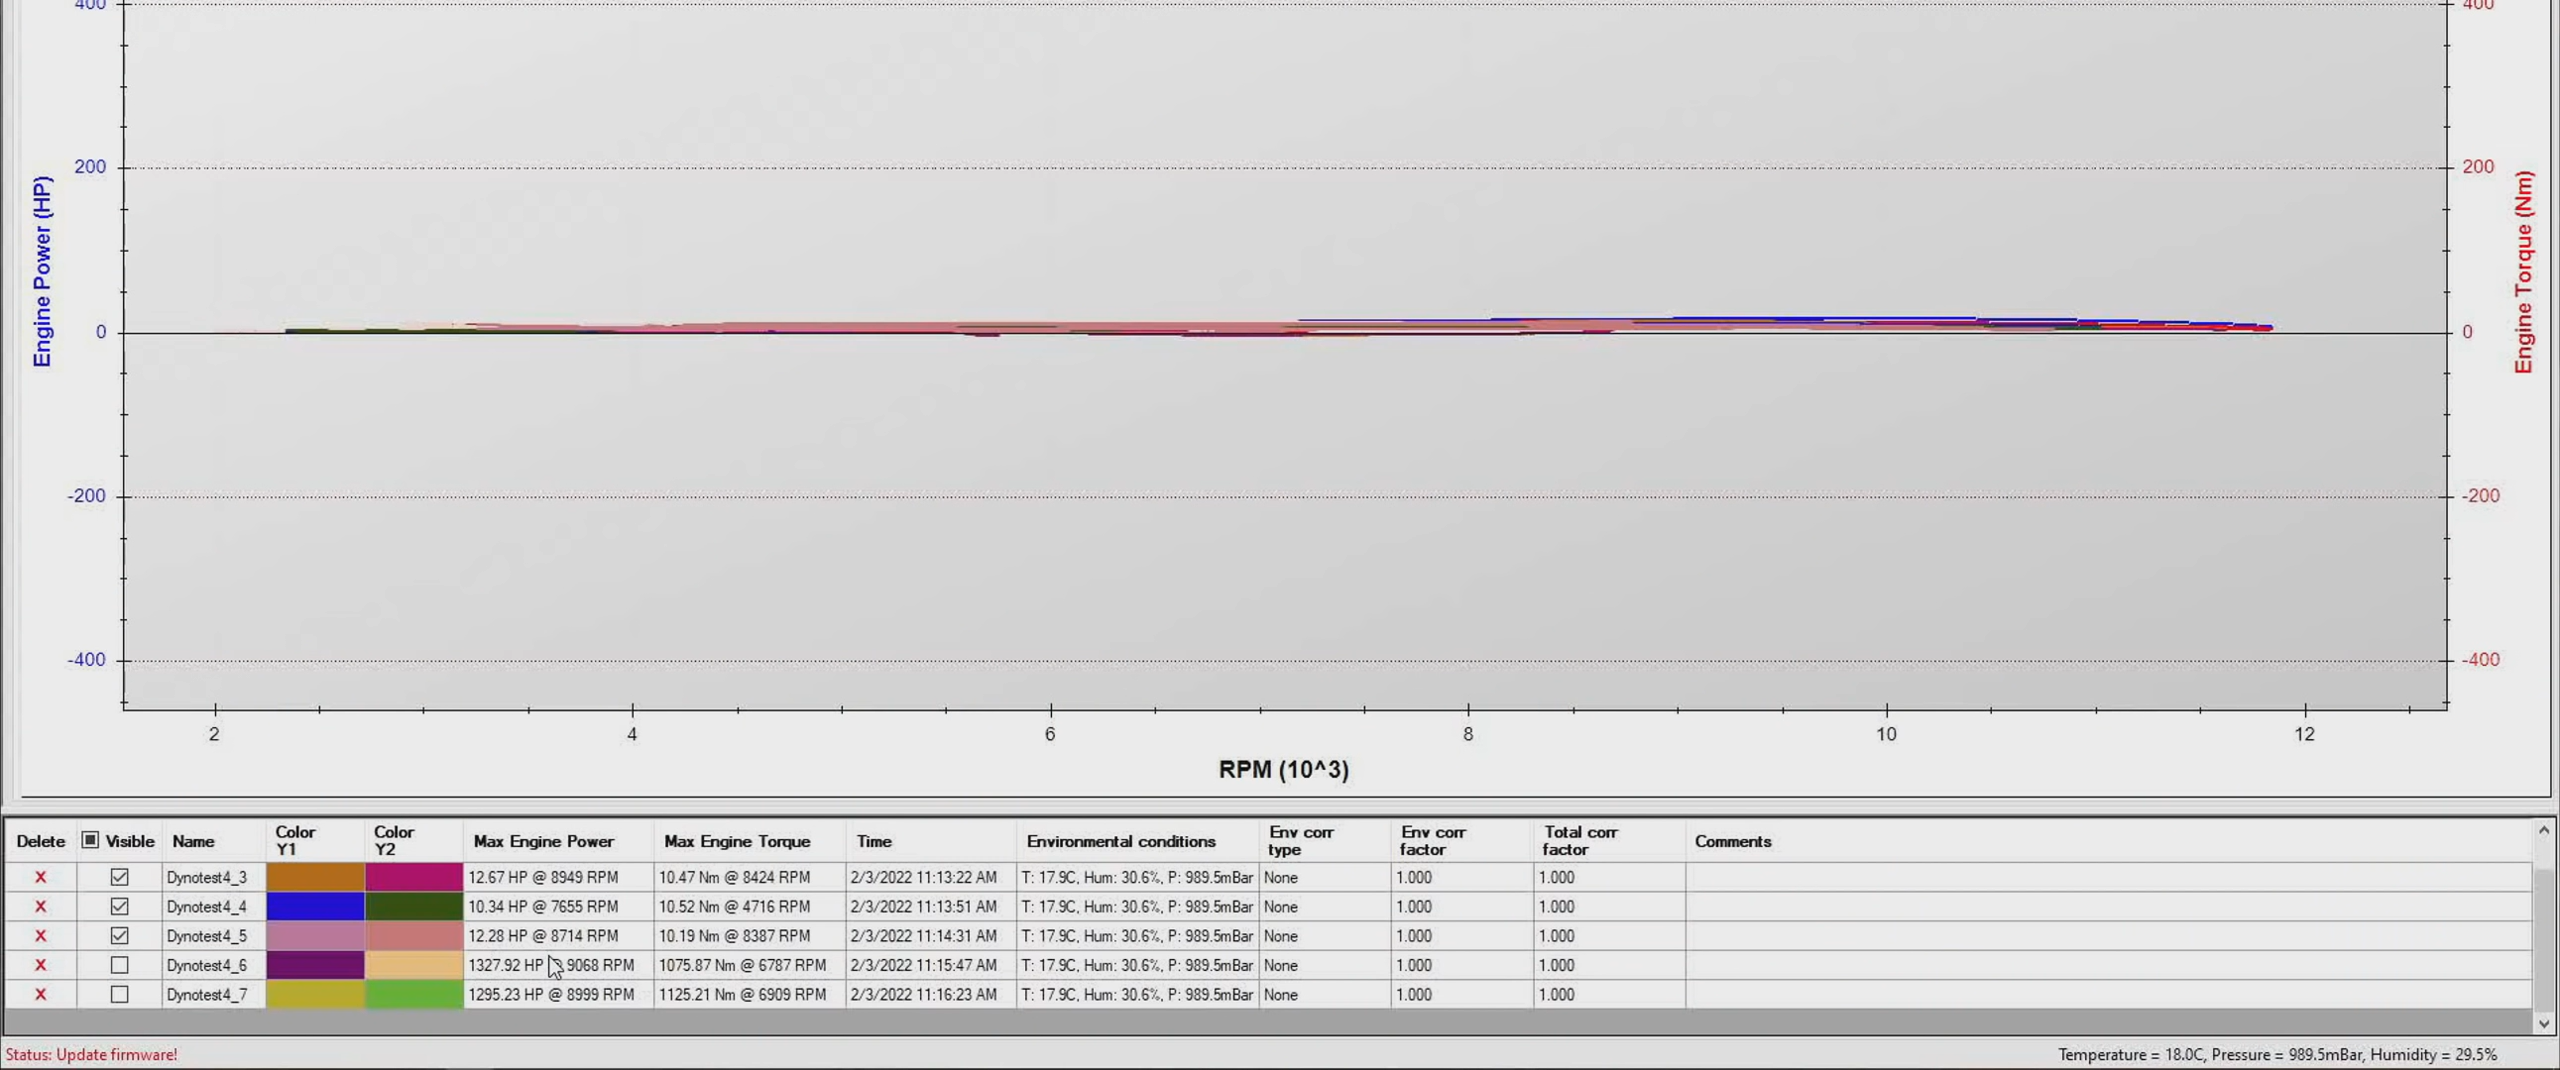 400
400
200
200
Engine Power (HP)
Engine Torque (Nm)
0
0
-200
-200
-400
-400
2 4 6 8 10 12
RPM (10^3)
Delete Visible Name Color Y1 Color Y2 Max Engine Power Max Engine Torque Time Environmental conditions Env corr type Env corr factor Total corr factor Comments
X Dynotest4_3 12.67 HP @ 8949 RPM 10.47 Nm @ 8424 RPM 2/3/2022 11:13:22 AM T: 17.9C, Hum: 30.6%, P: 989.5mBar None 1.000 1.000
X Dynotest4_4 10.34 HP @ 7655 RPM 10.52 Nm @ 4716 RPM 2/3/2022 11:13:51 AM T: 17.9C, Hum: 30.6%, P: 989.5mBar None 1.000 1.000
X Dynotest4_5 12.28 HP @ 8714 RPM 10.19 Nm @ 8387 RPM 2/3/2022 11:14:31 AM T: 17.9C, Hum: 30.6%, P: 989.5mBar None 1.000 1.000
X Dynotest4_6 1327.92 HP 9068 RPM 1075.87 Nm @ 6787 RPM 2/3/2022 11:15:47 AM T: 17.9C, Hum: 30.6%, P: 989.5mBar None 1.000 1.000
X Dynotest4_7 1295.23 HP @ 8999 RPM 1125.21 Nm @ 6909 RPM 2/3/2022 11:16:23 AM T: 17.9C, Hum: 30.6%, P: 989.5mBar None 1.000 1.000
Status: Update firmware!
Temperature = 18.0C, Pressure = 989.5mBar, Humidity = 29.5%